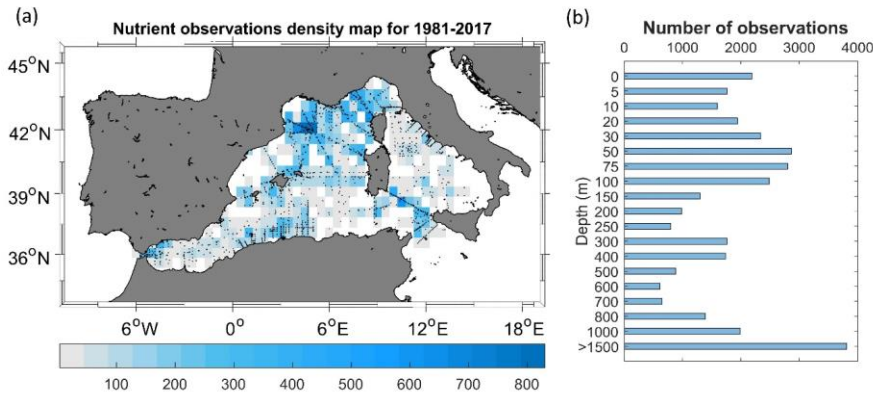 (a)
Nutrient observations density map for 1981-2017
45°N
42°N
39°N
36°N
6°W 0° 6°E 12°E 18°E
100 200 300 400 500 600 700 800
(b)
Number of observations
0 1000 2000 3000 4000
Depth (m)
0
5
10
20
30
50
75
100
150
200
250
300
400
500
600
700
800
1000
>1500